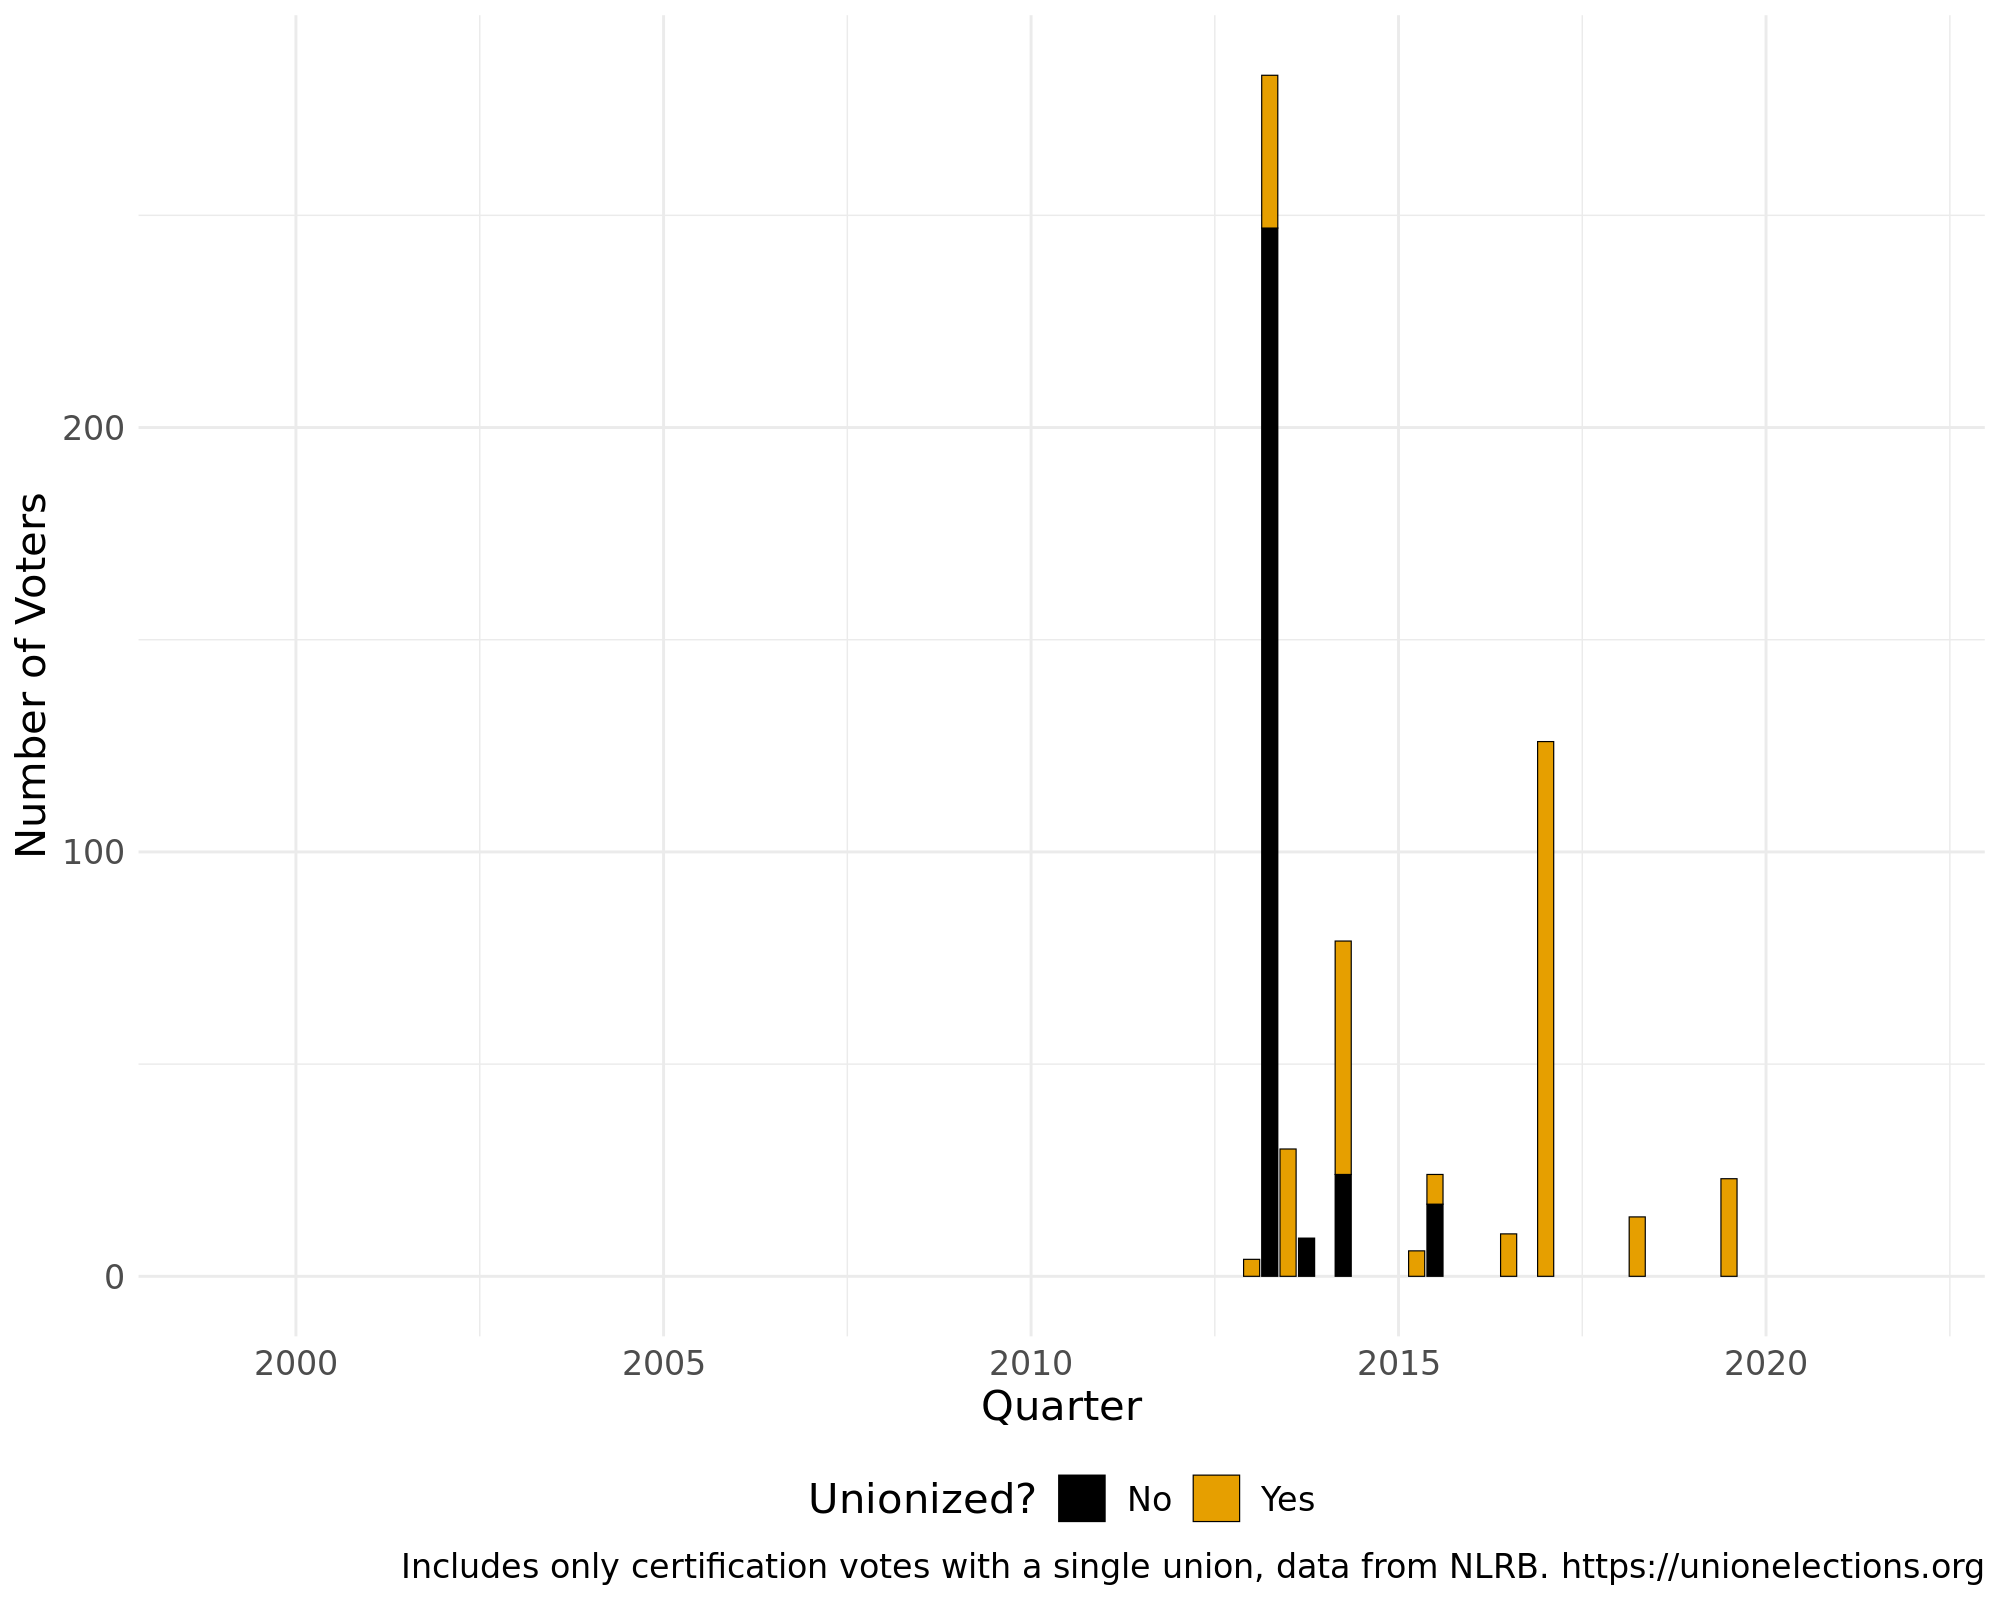 Number of Voters
200
100
0
2000 2005 2010 2015 2020
Quarter
Unionized? No Yes
Includes only certification votes with a single union, data from NLRB. https://unionelections.org